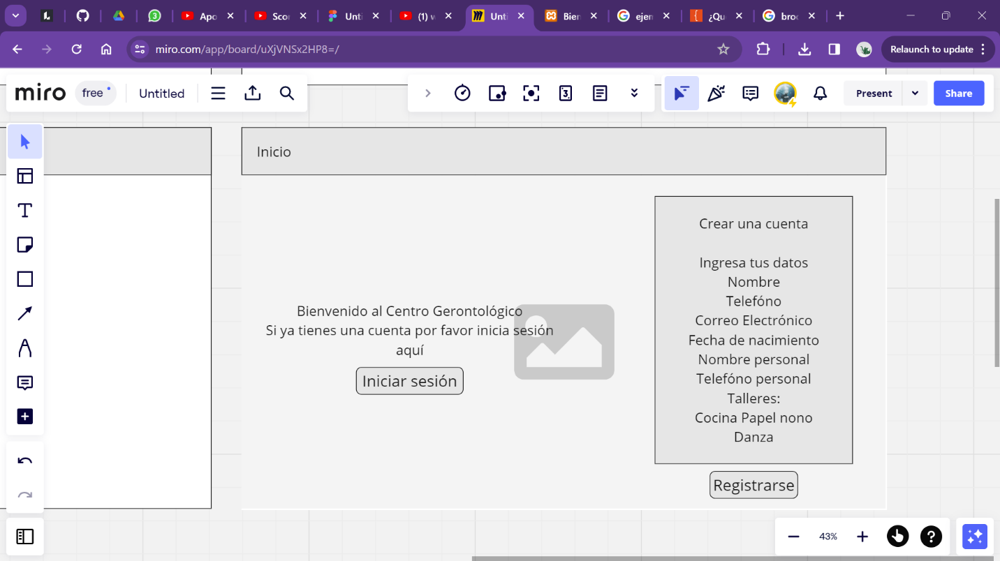 Apo
Scor
Unti
(1) w
Unti
Bien
ejen
¿Qu
broc
miro.com/app/board/uXjVNSx2HP8=/
Relaunch to update
miro
free
Untitled
3
Present
Share
Inicio
Bienvenido al Centro Gerontológico
Si ya tienes una cuenta por favor inicia sesión
aquí
Iniciar sesión
Crear una cuenta
Ingresa tus datos
Nombre
Telefóno
Correo Electrónico
Fecha de nacimiento
Nombre personal
Telefóno personal
Talleres:
Cocina Papel nono
Danza
Registrarse
43%